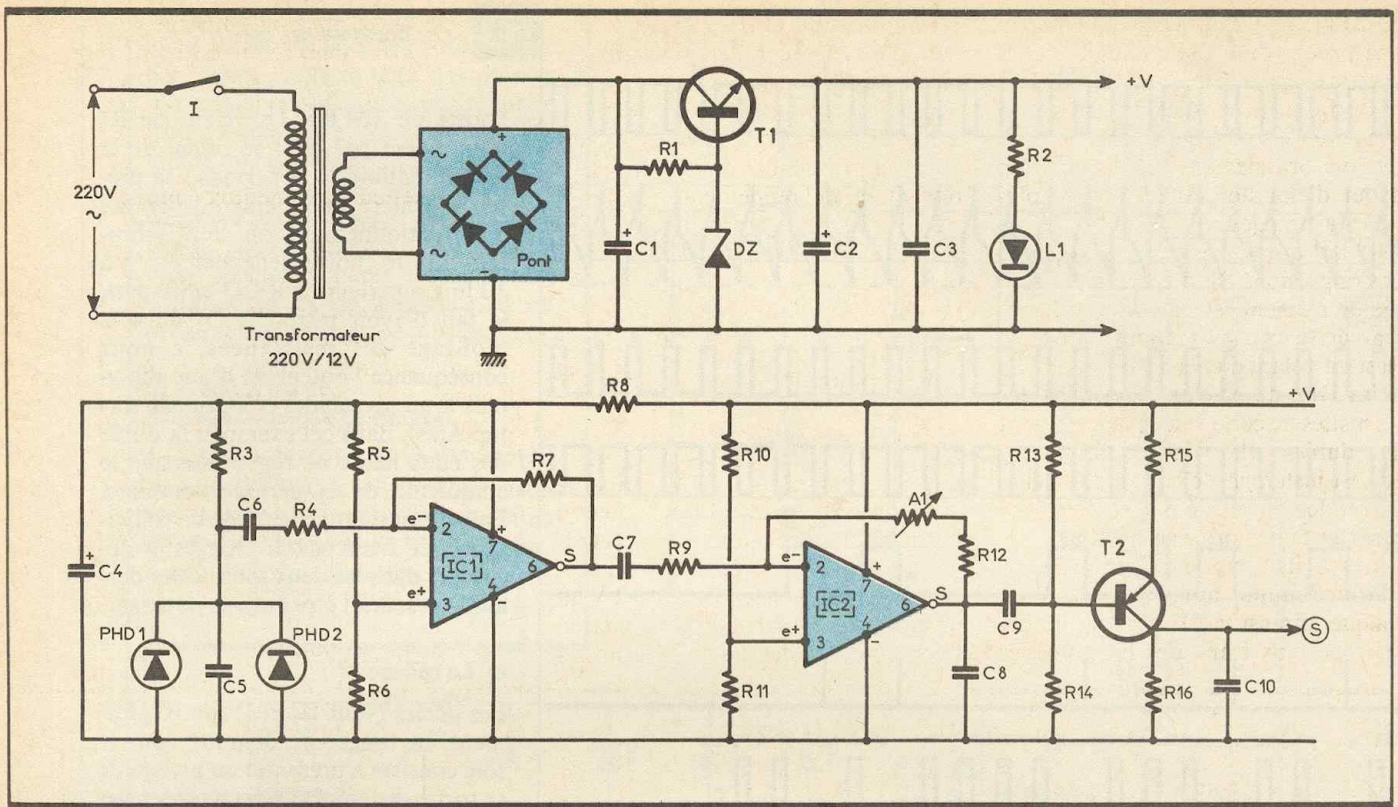 I
220V
~
Transformateur
220V/12V
~
~
+
-
Pont
+
C1
R1
T1
DZ
+
C2
C3
R2
L1
+V
R8
+V
R3
R5
R7
R10
R13
R15
C6
R4
e-
2
7
+
IC1
6
S
4
-
e+
3
C7
R9
A1
R12
e-
2
7
+
IC2
6
S
4
-
e+
3
T2
C9
S
+
C4
PHD1
PHD2
C5
R6
R11
C8
R14
R16
C10